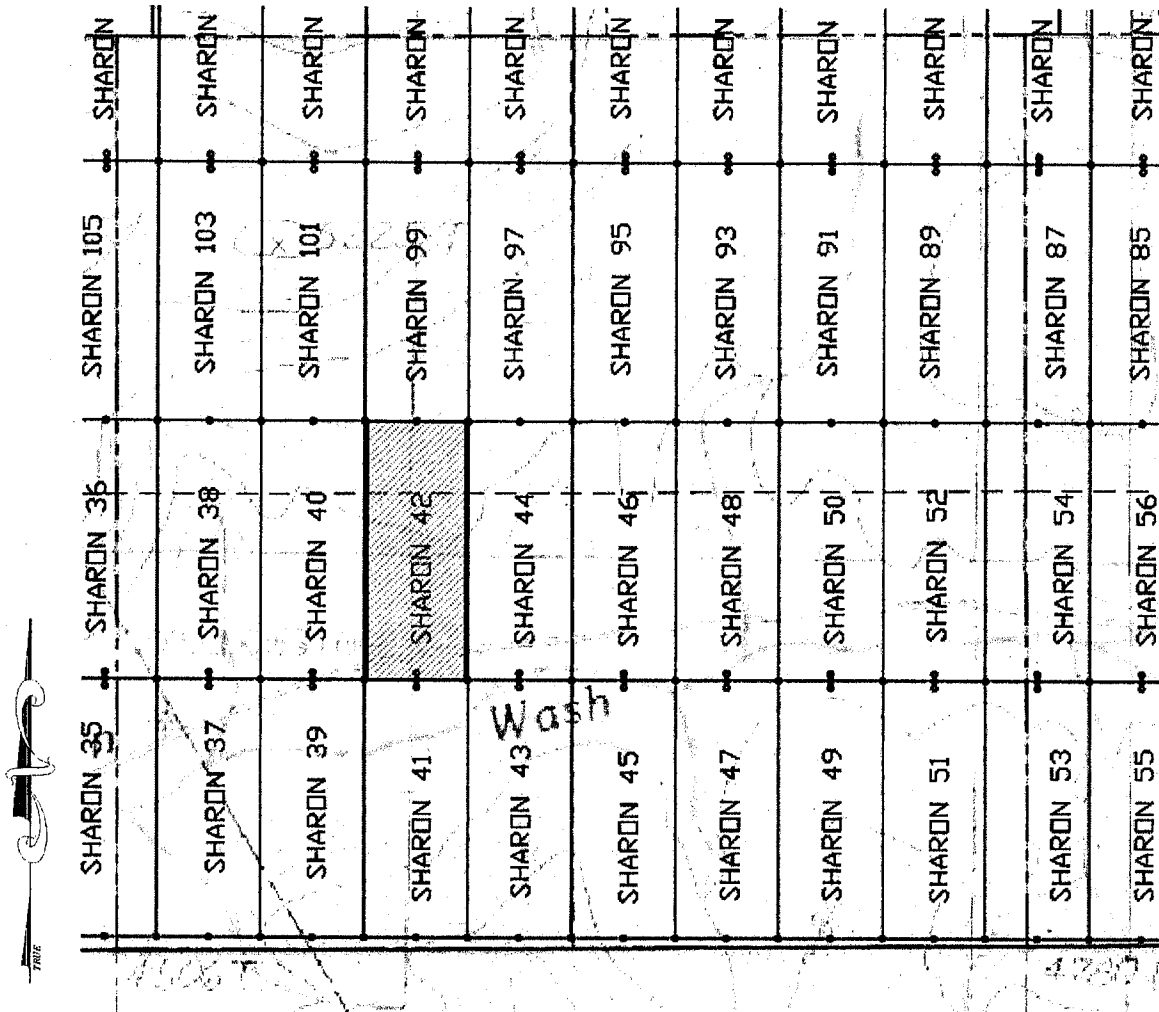 SHARON
SHARON
SHARON
SHARON
SHARON
SHARON
SHARON
SHARON
SHARON
SHARON
SHARON
SHARON 105
SHARON 103
SHARON 101
SHARON 99
SHARON 97
SHARON 95
SHARON 93
SHARON 91
SHARON 89
SHARON 87
SHARON 85
SHARON 36
SHARON 38
SHARON 40
SHARON 42
SHARON 44
SHARON 46
SHARON 48
SHARON 50
SHARON 52
SHARON 54
SHARON 56
Wash
SHARON 35
SHARON 37
SHARON 39
SHARON 41
SHARON 43
SHARON 45
SHARON 47
SHARON 49
SHARON 51
SHARON 53
SHARON 55
TRUE